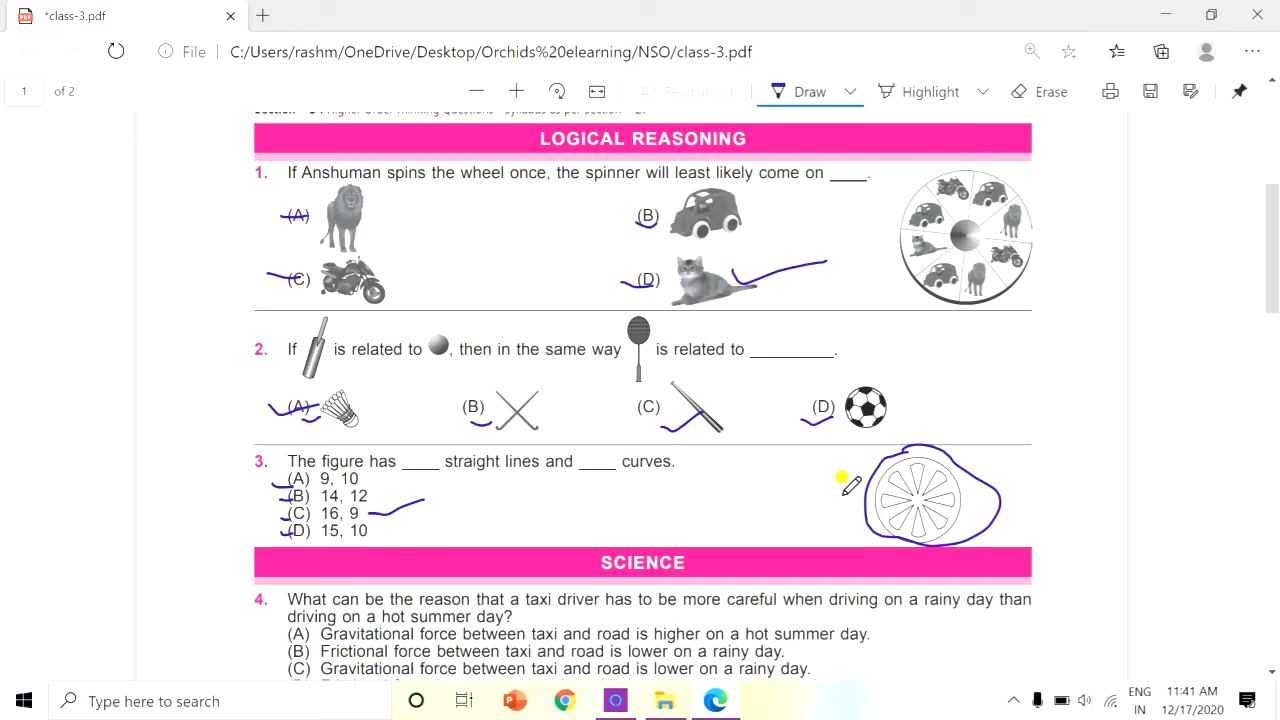 *class-3.pdf
File
C:/Users/rashm/OneDrive/Desktop/Orchids%20elearning/NSO/class-3.pdf
1 of 2
Read aloud
Draw
Highlight
Erase
LOGICAL REASONING
1. If Anshuman spins the wheel once, the spinner will least likely come on ____.
(A)
(B)
(C)
(D)
2. If is related to , then in the same way is related to _________.
(A)
(B)
(C)
(D)
3. The figure has ____ straight lines and ____ curves.
(A) 9, 10
(B) 14, 12
(C) 16, 9
(D) 15, 10
SCIENCE
4. What can be the reason that a taxi driver has to be more careful when driving on a rainy day than
driving on a hot summer day?
(A) Gravitational force between taxi and road is higher on a hot summer day.
(B) Frictional force between taxi and road is lower on a rainy day.
(C) Gravitational force between taxi and road is lower on a rainy day.
Type here to search
ENG
IN
11:41 AM
12/17/2020